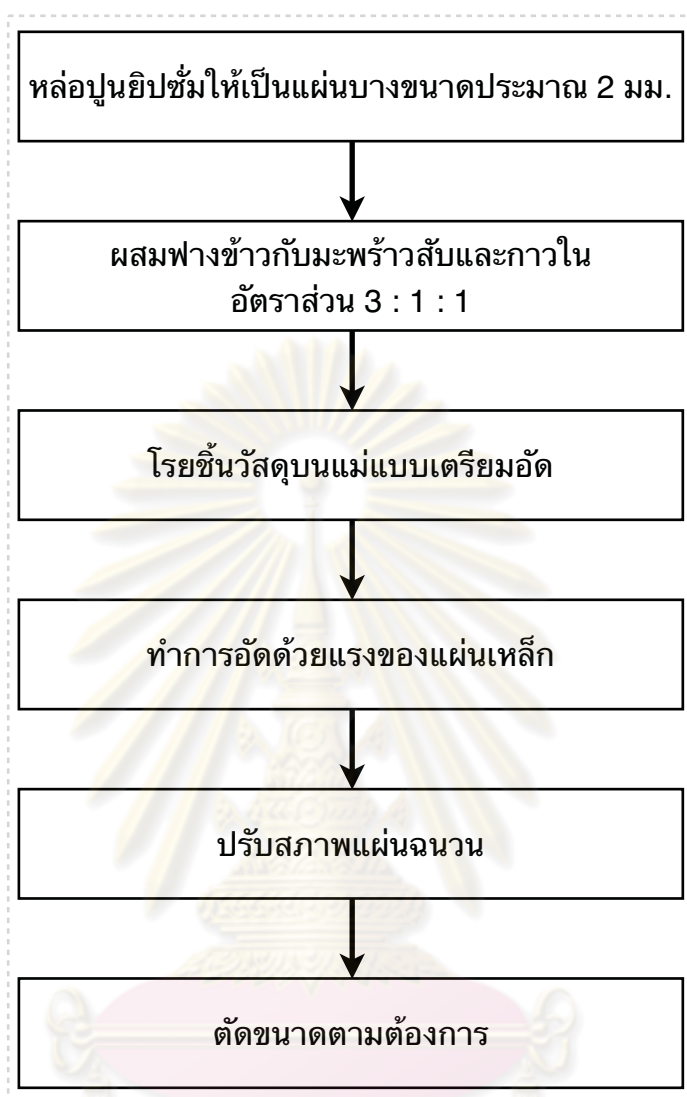 หล่อปูนยิปซั่มให้เป็นแผ่นบางขนาดประมาณ 2 มม.
ผสมฟางข้าวกับมะพร้าวสับและกาวใน
อัตราส่วน 3 : 1 : 1
โรยชิ้นวัสดุบนแม่แบบเตรียมอัด
ทำการอัดด้วยแรงของแผ่นเหล็ก
ปรับสภาพแผ่นฉนวน
ตัดขนาดตามต้องการ